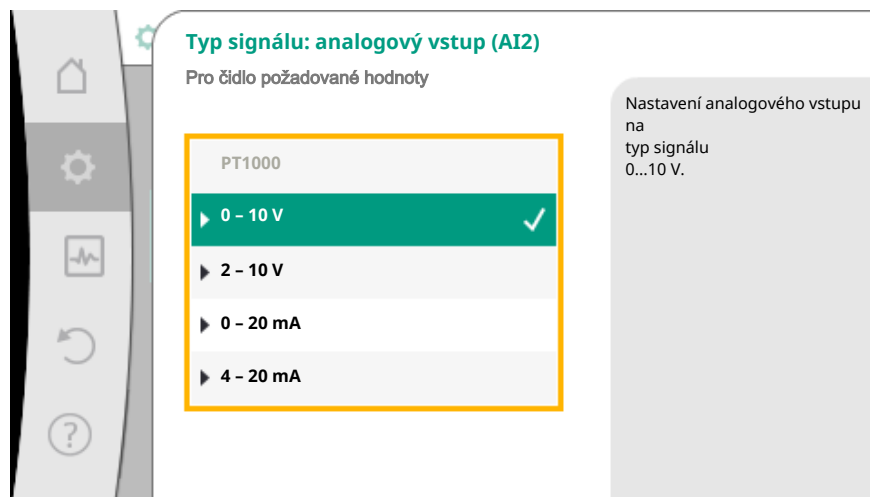 Typ signálu: analogový vstup (AI2)
Pro čidlo požadované hodnoty
PT1000
0 – 10 V
2 – 10 V
0 – 20 mA
4 – 20 mA
Nastavení analogového vstupu
na
typ signálu
0...10 V.
?